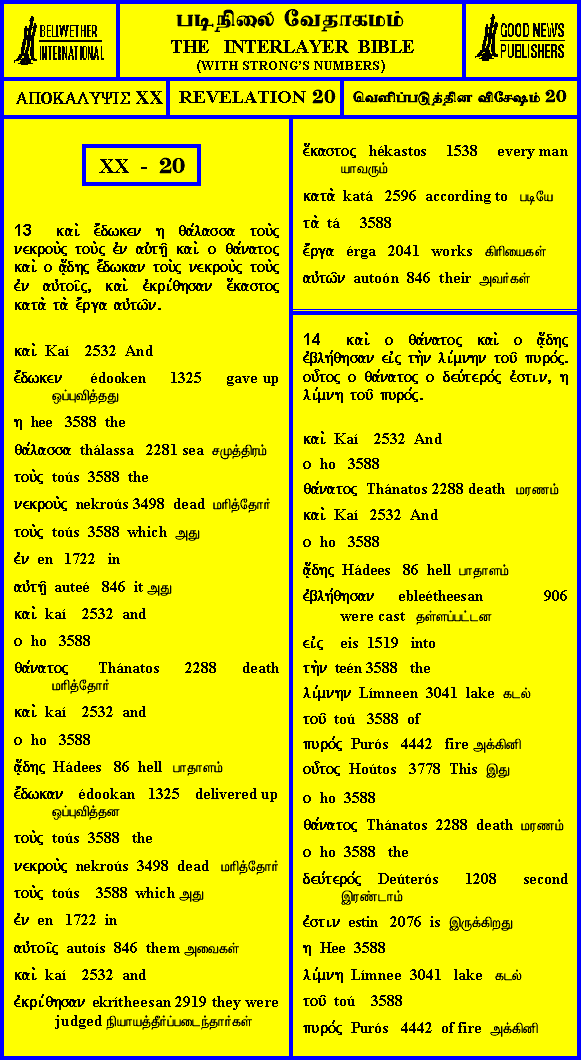 BELLWETHER
INTERNATIONAL
படிநிலை வேதாகமம்
THE INTERLAYER BIBLE
(WITH STRONG'S NUMBERS)
GOOD NEWS
PUBLISHERS
ΑΠΟΚΑΛΥΨΙΣ XX
REVELATION 20
வெளிப்படுத்தின விசேஷம் 20
XX - 20
13 καὶ ἔδωκεν η θάλασσα τοὺς
νεκροὺς τοὺς ἐν αὐτῇ καὶ ο θάνατος
καὶ ο ᾅδης ἔδωκαν τοὺς νεκροὺς τοὺς
ἐν αὐτοῖς, καὶ ἐκρίθησαν ἕκαστος
κατὰ τὰ ἔργα αὐτῶν.
καὶ Kaí 2532 And
ἔδωκεν édooken 1325 gave up
ஒப்புவித்தது
η hee 3588 the
θάλασσα thálassa 2281 sea சமுத்திரம்
τοὺς toús 3588 the
νεκροὺς nekroús 3498 dead மரித்தோர்
τοὺς toús 3588 which அது
ἐν en 1722 in
αὐτῇ auteé 846 it அது
καὶ kaí 2532 and
ο ho 3588
θάνατος Thánatos 2288 death
மரித்தோர்
καὶ kaí 2532 and
ο ho 3588
ᾅδης Hádees 86 hell பாதாளம்
ἔδωκαν édookan 1325 delivered up
ஒப்புவித்தன
τοὺς toús 3588 the
νεκροὺς nekroús 3498 dead மரித்தோர்
τοὺς toús 3588 which அது
ἐν en 1722 in
αὐτοῖς autoís 846 them அவைகள்
καὶ kaí 2532 and
ἐκρίθησαν ekrítheesan 2919 they were
judged நியாயத்தீர்ப்படைந்தார்கள்
ἕκαστος hékastos 1538 every man
யாவரும்
κατὰ katá 2596 according to படியே
τὰ tá 3588
ἔργα érga 2041 works கிரியைகள்
αὐτῶν autoón 846 their அவர்கள்
14 καὶ ο θάνατος καὶ ο ᾅδης
ἐβλήθησαν εἰς τὴν λίμνην τοῦ πυρός.
οὗτος ο θάνατος ο δεύτερός ἐστιν, η
λίμνη τοῦ πυρός.
καὶ Kaí 2532 And
ο ho 3588
θάνατος Thánatos 2288 death மரணம்
καὶ Kaí 2532 And
ο ho 3588
ᾅδης Hádees 86 hell பாதாளம்
ἐβλήθησαν ebleétheesan 906
were cast தள்ளப்பட்டன
εἰς eis 1519 into
τὴν teén 3588 the
λίμνην Límneen 3041 lake கடல்
τοῦ toú 3588 of
πυρός Purós 4442 fire அக்கினி
οὗτος Hoútos 3778 This இது
ο ho 3588
θάνατος Thánatos 2288 death மரணம்
ο ho 3588 the
δεύτερός Deúterós 1208 second
இரண்டாம்
ἐστιν estin 2076 is இருக்கிறது
η Hee 3588
λίμνη Límnee 3041 lake கடல்
τοῦ toú 3588
πυρός Purós 4442 of fire அக்கினி